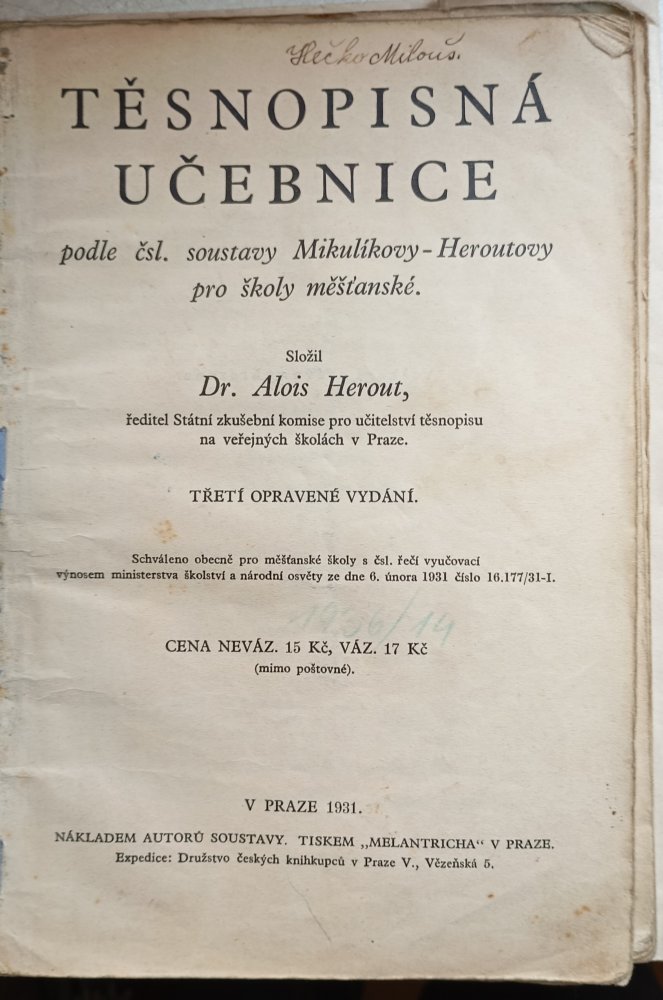 Hečko Miloš.
TĚSNOPISNÁ
UČEBNICE
podle čsl. soustavy Mikulíkovy-Heroutovy
pro školy měšťanské.
Složil
Dr. Alois Herout,
ředitel Státní zkušební komise pro učitelství těsnopisu
na veřejných školách v Praze.
TŘETÍ OPRAVENÉ VYDÁNÍ.
Schváleno obecně pro měšťanské školy s čsl. řečí vyučovací
výnosem ministerstva školství a národní osvěty ze dne 6. února 1931 číslo 16.177/31-I.
CENA NEVÁZ. 15 Kč, VÁZ. 17 Kč
(mimo poštovné).
V PRAZE 1931.
NÁKLADEM AUTORŮ SOUSTAVY. TISKEM „MELANTRICHA“ V PRAZE.
Expedice: Družstvo českých knihkupců v Praze V., Vězeňská 5.